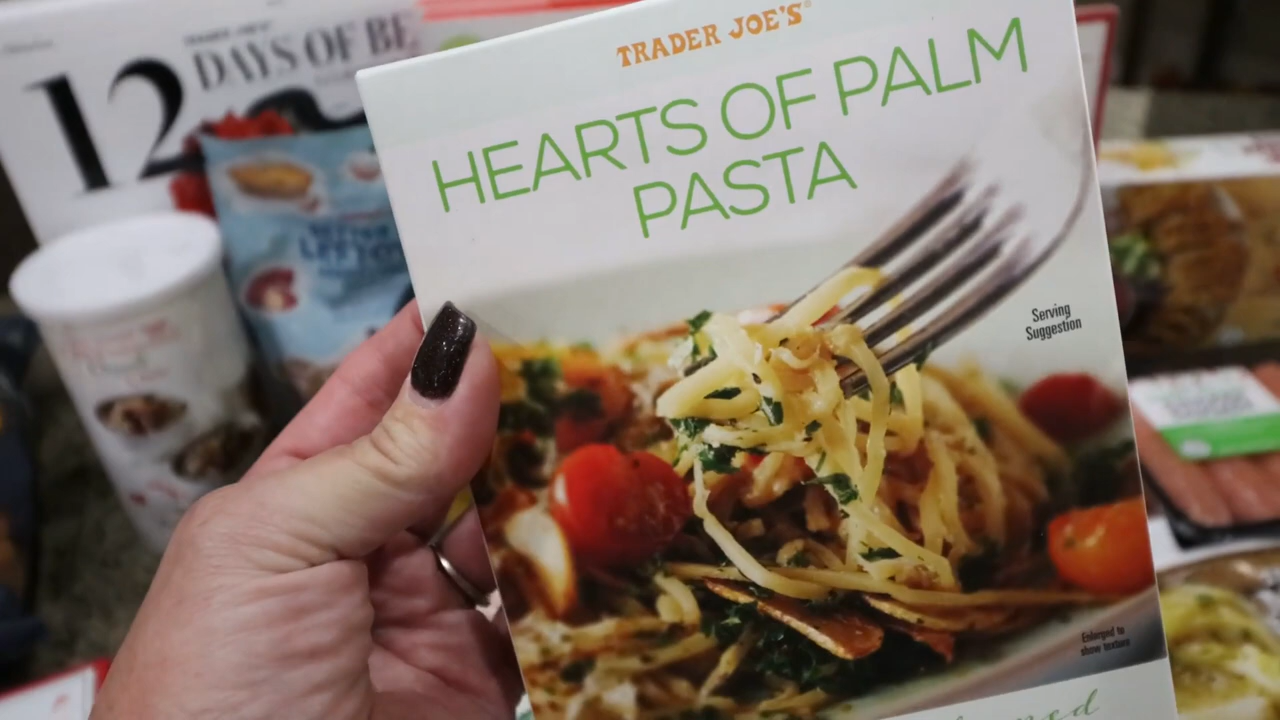 TRADER JOE'S
HEARTS OF PALM
PASTA
Serving
Suggestion
Enlarged to
show texture
12
DAYS OF BE